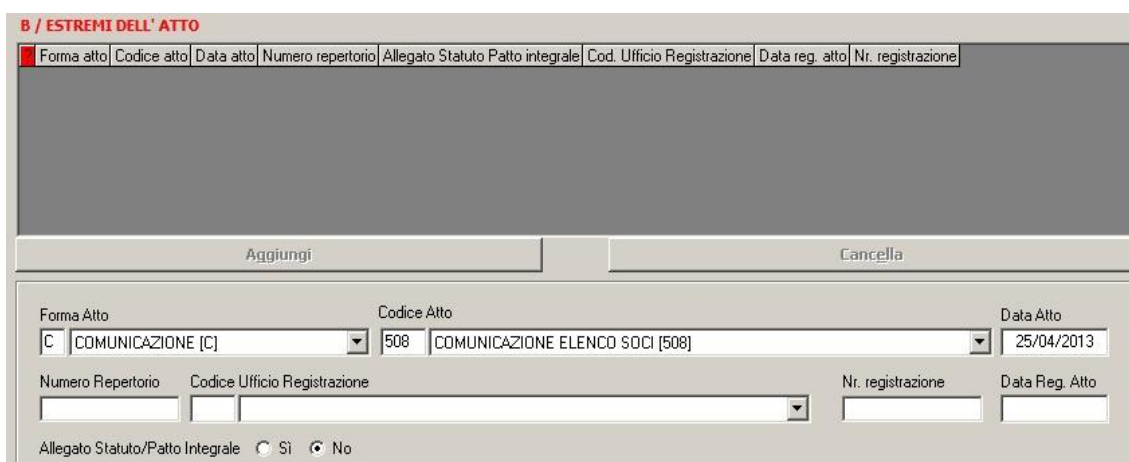 B / ESTREMI DELL' ATTO
? Forma atto Codice atto Data atto Numero repertorio Allegato Statuto Patto integrale Cod. Ufficio Registrazione Data reg. atto Nr. registrazione
Aggiungi Cancella
Forma Atto Codice Atto Data Atto
C COMUNICAZIONE [C] 508 COMUNICAZIONE ELENCO SOCI [508] 25/04/2013
Numero Repertorio Codice Ufficio Registrazione Nr. registrazione Data Reg. Atto
Allegato Statuto/Patto Integrale Sì No